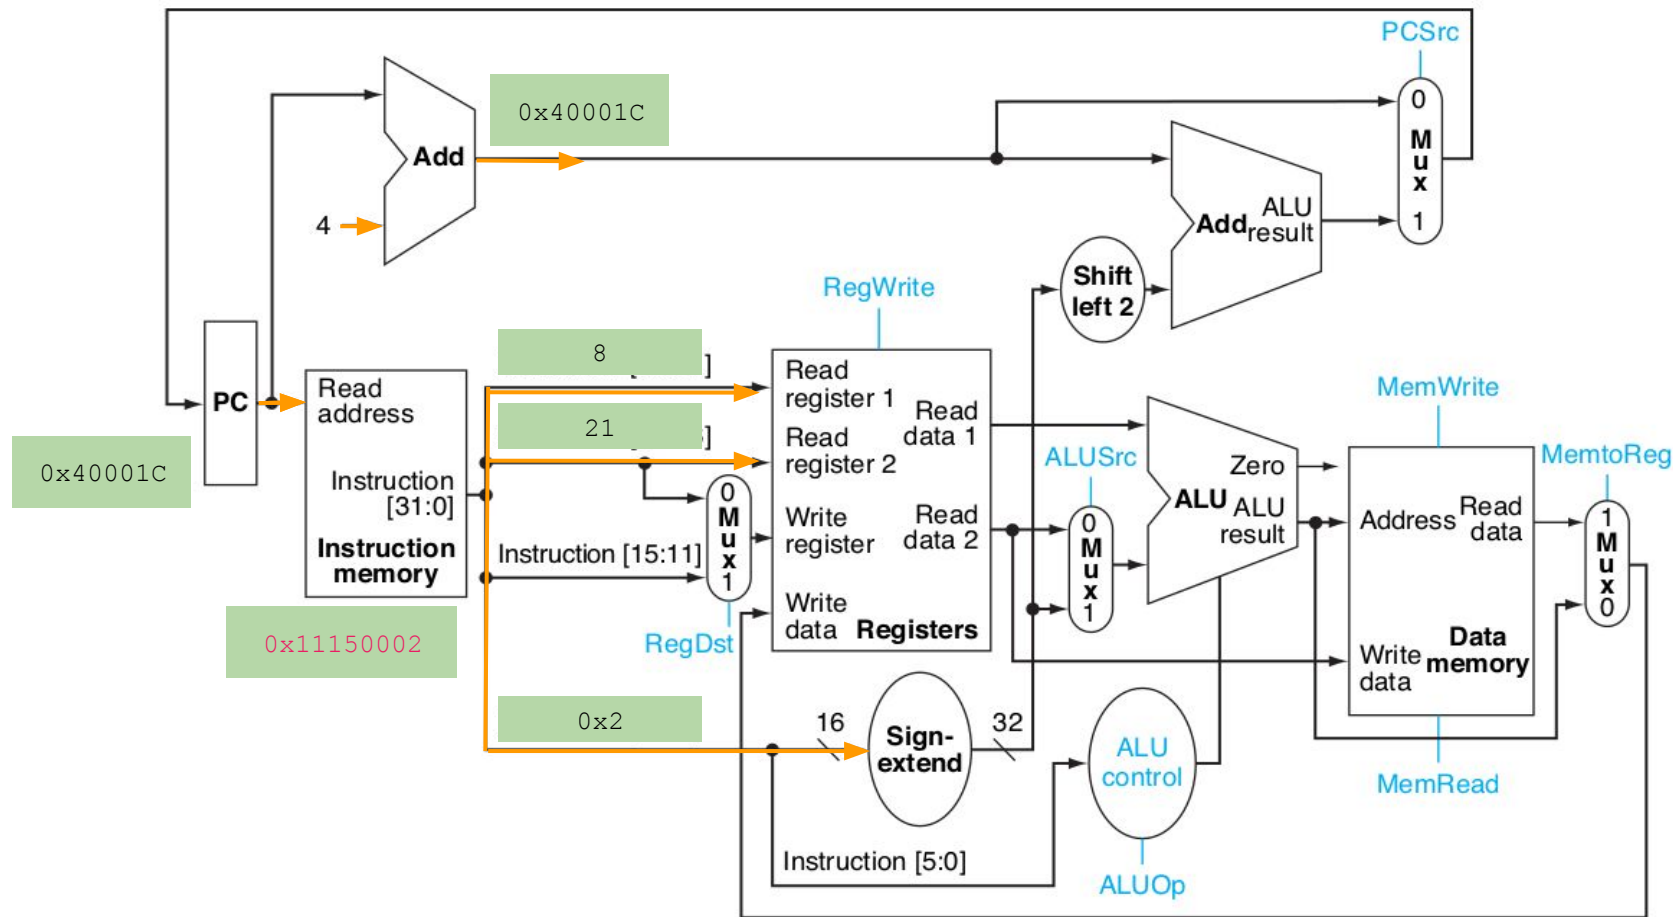 PCSrc
0x40001C
0
M
u
x
1
Add
ALU
Add result
4
Shift
left 2
RegWrite
8
]
PC
Read
address
Read
register 1
Read
data 1
MemWrite
21
]
Read
register 2
0x40001C
ALUSrc
Zero
MemtoReg
Instruction
[31:0]
0
M
u
x
1
Write
register
Read
data 2
0
M
u
x
1
ALU ALU
result
Address
Read
data
1
M
u
x
0
Instruction
memory
Instruction [15:11]
Write
data
Registers
0x11150002
RegDst
Write
data
Data
memory
0x2
16
Sign-
extend
32
ALU
control
MemRead
Instruction [5:0]
ALUOp